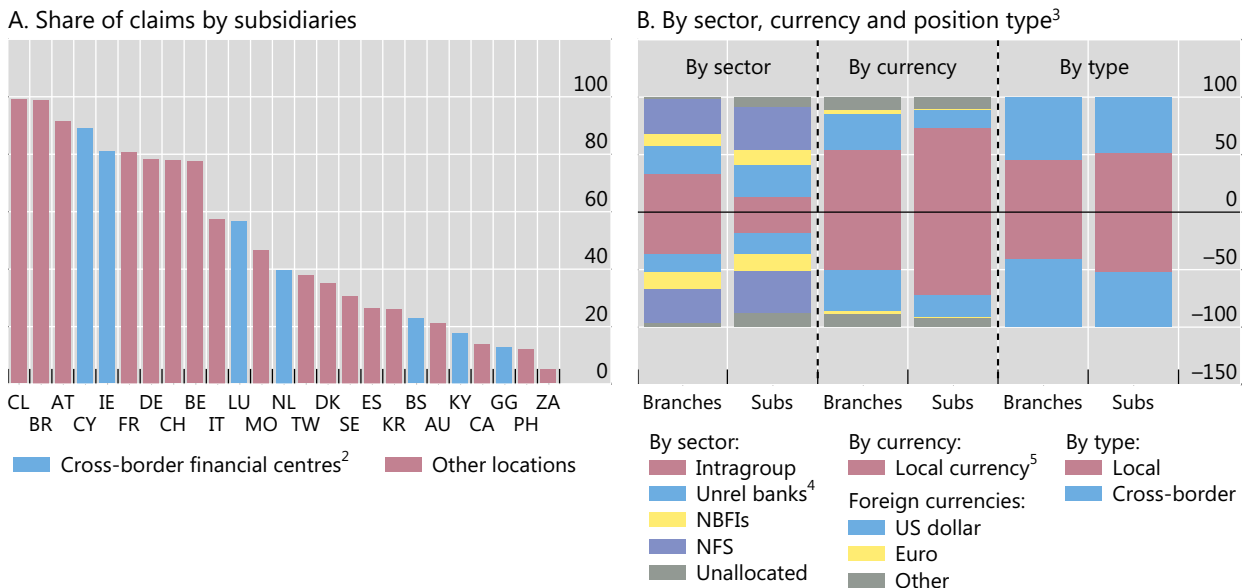 A. Share of claims by subsidiaries
100
80
60
40
20
0
CL IE DE BE LU NL DK ES BS KY GG ZA
BR AT CY FR CH IT MO TW SE KR AU CA PH
Cross-border financial centres2
Other locations
B. By sector, currency and position type3
By sector
By currency
By type
100
50
0
−50
−100
−150
Branches Subs Branches Subs Branches Subs
By sector:
Intragroup
Unrel banks4
NBFIs
NFS
Unallocated
By currency:
Local currency5
Foreign currencies:
US dollar
Euro
Other
By type:
Local
Cross-border